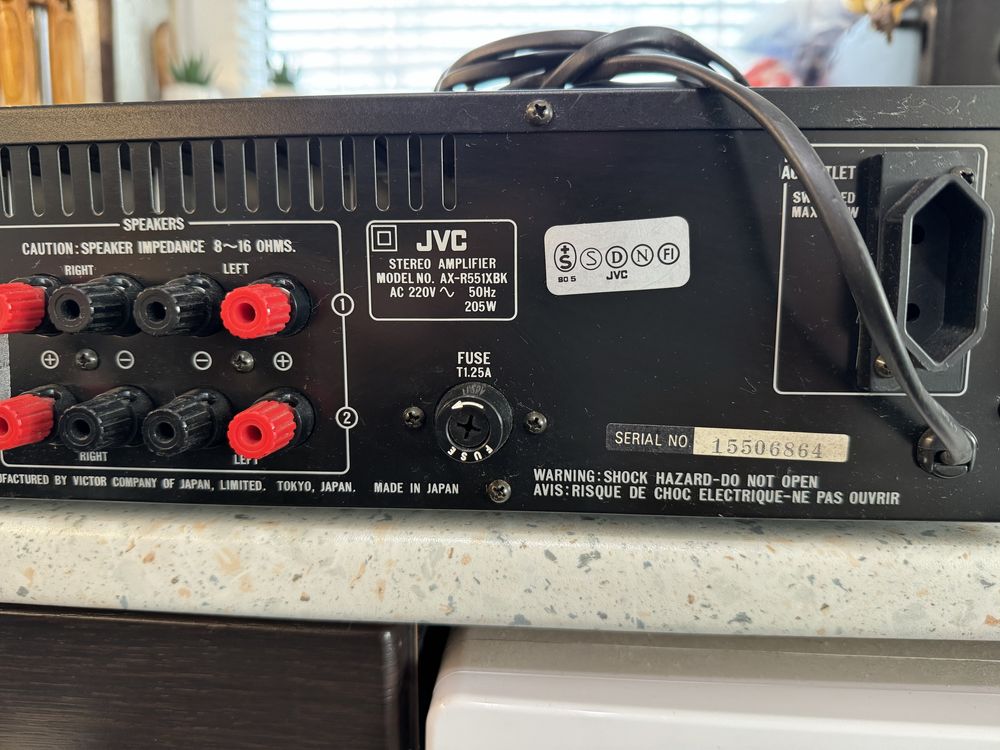 SPEAKERS
CAUTION: SPEAKER IMPEDANCE 8~16 OHMS.
RIGHT LEFT
1
⊕ ⊖ ⊖ ⊕
2
RIGHT LEFT
BY VICTOR COMPANY OF JAPAN, LIMITED. TOKYO, JAPAN. MADE IN JAPAN
JVC
STEREO AMPLIFIER
MODEL NO. AX-R551XBK
AC 220V ~ 50Hz
205W
S S D N FI
JVC
FUSE
T1.25A
FUSE
SERIAL NO. 15506864
WARNING: SHOCK HAZARD-DO NOT OPEN
AVIS: RISQUE DE CHOC ELECTRIQUE-NE PAS OUVRIR